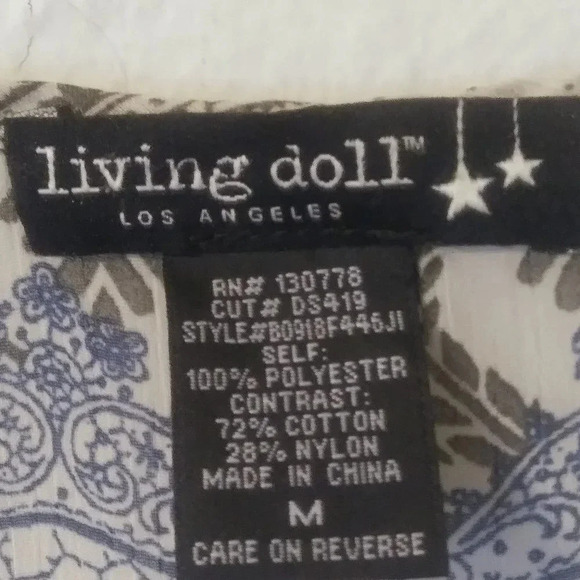 living doll™
LOS ANGELES
RN# 130778
CUT# DS419
STYLE#B0918F446JI
SELF:
100% POLYESTER
CONTRAST:
72% COTTON
28% NYLON
MADE IN CHINA
M
CARE ON REVERSE